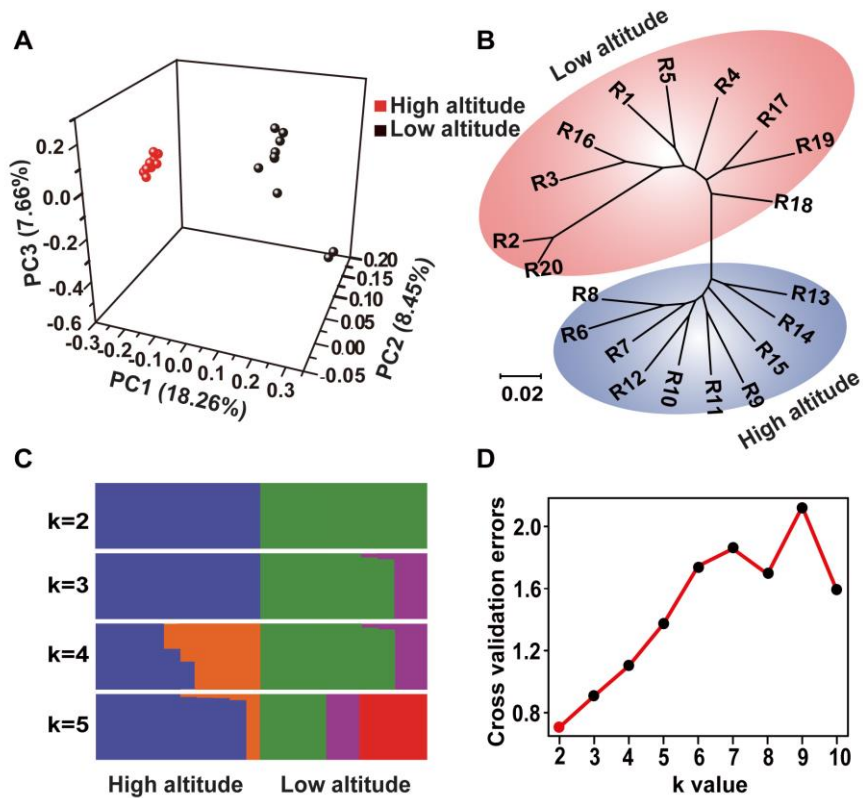 A
High altitude
Low altitude
0.2
0.0
-0.2
-0.4
-0.6
PC3 (7.66%)
-0.3
-0.2
-0.1
0.0
0.1
0.2
0.3
PC1 (18.26%)
0.20
0.15
0.10
0.05
0.00
-0.05
PC2 (8.45%)
B
Low altitude
R1
R5
R4
R17
R16
R19
R3
R18
R2
R20
R8
R13
R6
R14
R7
R15
R12
R10
R11
R9
0.02
High altitude
C
k=2
k=3
k=4
k=5
High altitude
Low altitude
D
Cross validation errors
2.0
1.6
1.2
0.8
2 3 4 5 6 7 8 9 10
k value